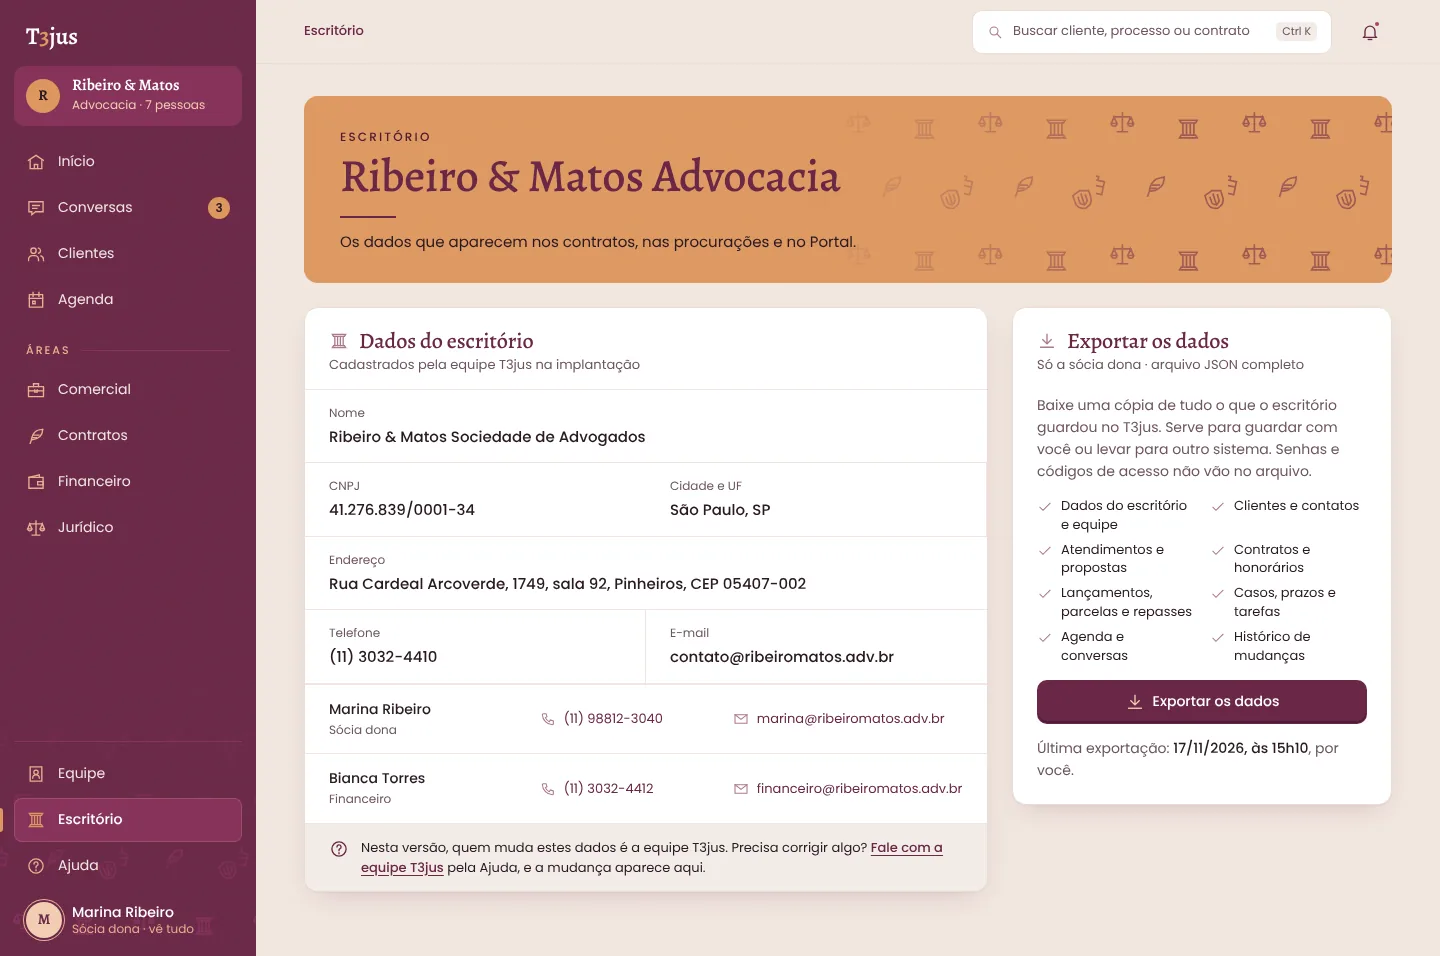 T3jus
Ribeiro & Matos
Advocacia · 7 pessoas
Início
Conversas
3
Clientes
Agenda
ÁREAS
Comercial
Contratos
Financeiro
Jurídico
Equipe
Escritório
Ajuda
M
Marina Ribeiro
Sócia dona · vê tudo
R
Escritório
Buscar cliente, processo ou contrato
Ctrl K
ESCRITÓRIO
Ribeiro & Matos Advocacia
Os dados que aparecem nos contratos, nas procurações e no Portal.
Dados do escritório
Cadastrados pela equipe T3jus na implantação
Nome
Ribeiro & Matos Sociedade de Advogados
CNPJ
41.276.839/0001-34
Cidade e UF
São Paulo, SP
Endereço
Rua Cardeal Arcoverde, 1749, sala 92, Pinheiros, CEP 05407-002
Telefone
(11) 3032-4410
E-mail
contato@ribeiromatos.adv.br
Marina Ribeiro
Sócia dona
(11) 98812-3040
marina@ribeiromatos.adv.br
Bianca Torres
Financeiro
(11) 3032-4412
financeiro@ribeiromatos.adv.br
Nesta versão, quem muda estes dados é a equipe T3jus. Precisa corrigir algo? Fale com a
equipe T3jus pela Ajuda, e a mudança aparece aqui.
Exportar os dados
Só a sócia dona · arquivo JSON completo
Baixe uma cópia de tudo o que o escritório
guardou no T3jus. Serve para guardar com
você ou levar para outro sistema. Senhas e
códigos de acesso não vão no arquivo.
Dados do escritório
e equipe
Clientes e contatos
Atendimentos e
propostas
Contratos e
honorários
Lançamentos,
parcelas e repasses
Casos, prazos e
tarefas
Agenda e
conversas
Histórico de
mudanças
Exportar os dados
Última exportação: 17/11/2026, às 15h10, por
você.